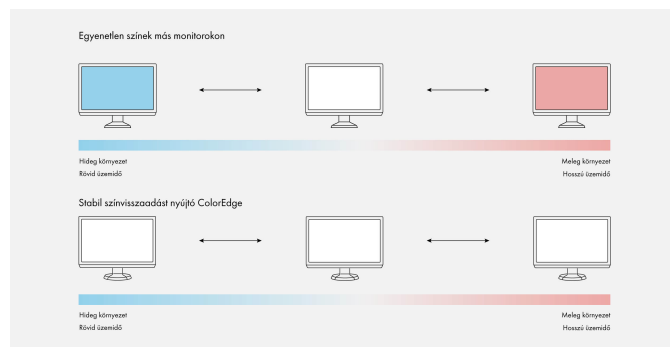 Egyenetlen színek más monitorokon
Hideg környezet
Rövid üzemidő
Meleg környezet
Hosszú üzemidő
Stabil színvisszaadást nyújtó ColorEdge
Hideg környezet
Rövid üzemidő
Meleg környezet
Hosszú üzemidő